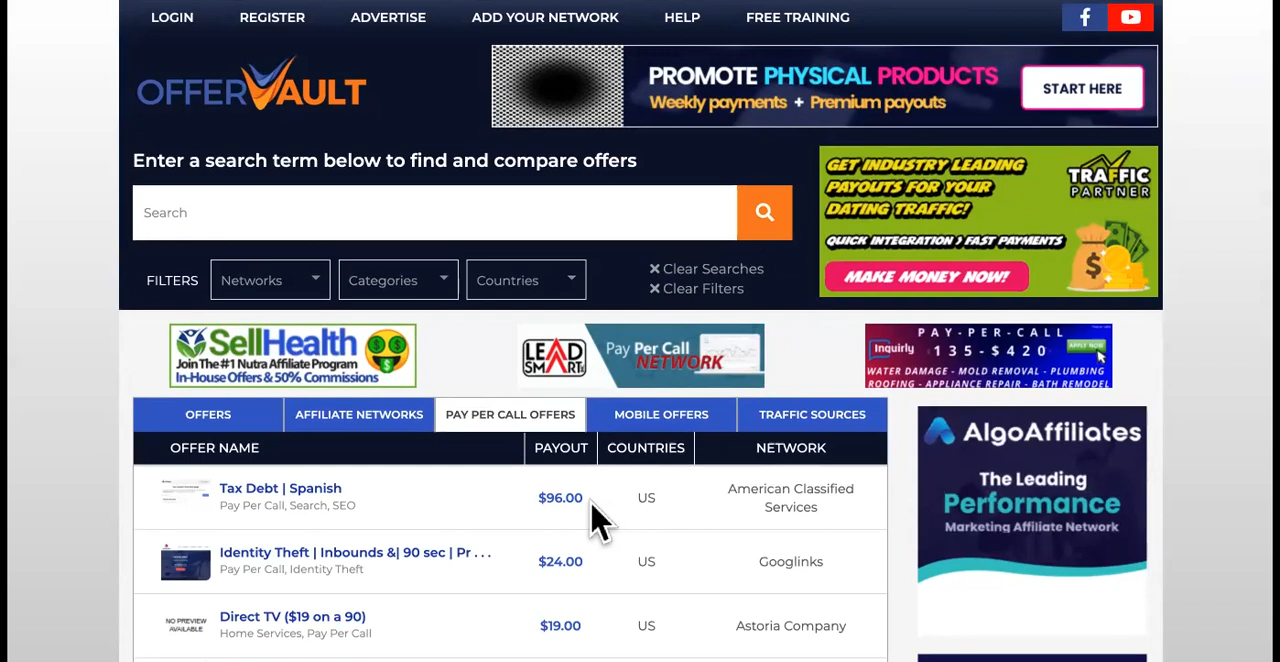 LOGIN
REGISTER
ADVERTISE
ADD YOUR NETWORK
HELP
FREE TRAINING
OFFERVAULT
PROMOTE PHYSICAL PRODUCTS
Weekly payments + Premium payouts
START HERE
Enter a search term below to find and compare offers
Search
FILTERS
Networks
Categories
Countries
Clear Searches
Clear Filters
GET INDUSTRY LEADING
PAYOUTS FOR YOUR
DATING TRAFFIC!
TRAFFIC
PARTNER
QUICK INTEGRATION > FAST PAYMENTS
MAKE MONEY NOW!
SellHealth
Join The #1 Nutra Affiliate Program
In-House Offers & 50% Commissions
LEAD
SMART
Pay Per Call
NETWORK
PAY-PER-CALL
Inquirly
135-$420
APPLY NOW
WATER DAMAGE - MOLD REMOVAL - PLUMBING
ROOFING - APPLIANCE REPAIR - BATH REMODEL
OFFERS
AFFILIATE NETWORKS
PAY PER CALL OFFERS
MOBILE OFFERS
TRAFFIC SOURCES
OFFER NAME
PAYOUT
COUNTRIES
NETWORK
Tax Debt | Spanish
Pay Per Call, Search, SEO
$96.00
US
American Classified
Services
Identity Theft | Inbounds &| 90 sec | Pr . . .
Pay Per Call, Identity Theft
$24.00
US
Googlinks
NO PREVIEW
AVAILABLE
Direct TV ($19 on a 90)
Home Services, Pay Per Call
$19.00
US
Astoria Company
AlgoAffiliates
The Leading
Performance
Marketing Affiliate Network